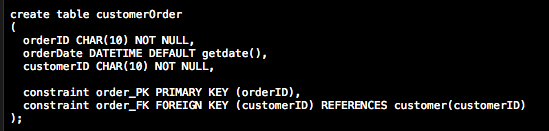 create table customerOrder
(
orderID CHAR(10) NOT NULL,
orderDate DATETIME DEFAULT getdate(),
customerID CHAR(10) NOT NULL,
constraint order_PK PRIMARY KEY (orderID),
constraint order_FK FOREIGN KEY (customerID) REFERENCES customer(customerID)
);